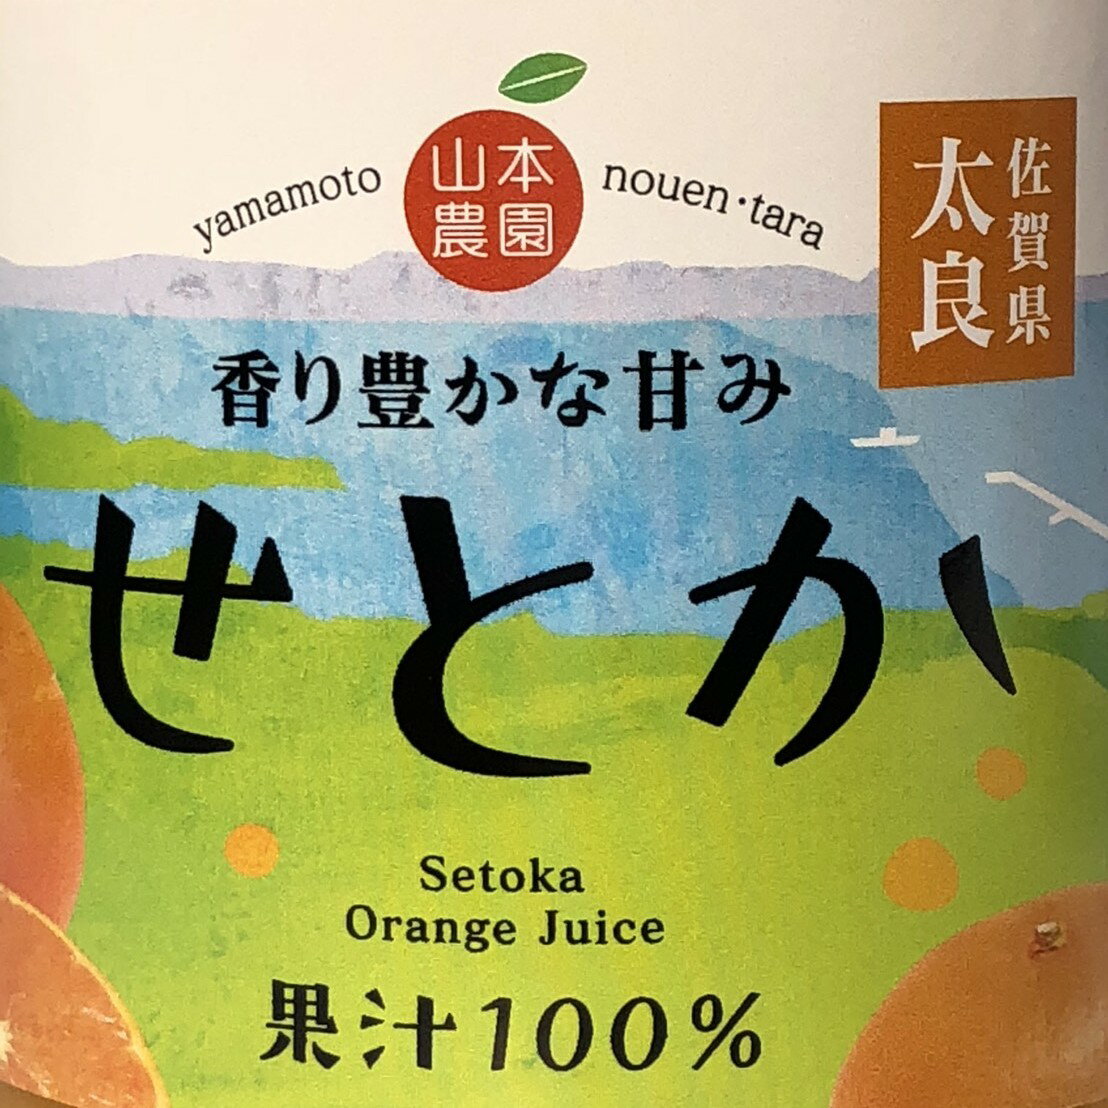 yamamoto
山本
農園
nouen・tara
佐賀県
太良
香り豊かな甘み
せとか
Setoka
Orange Juice
果汁100%